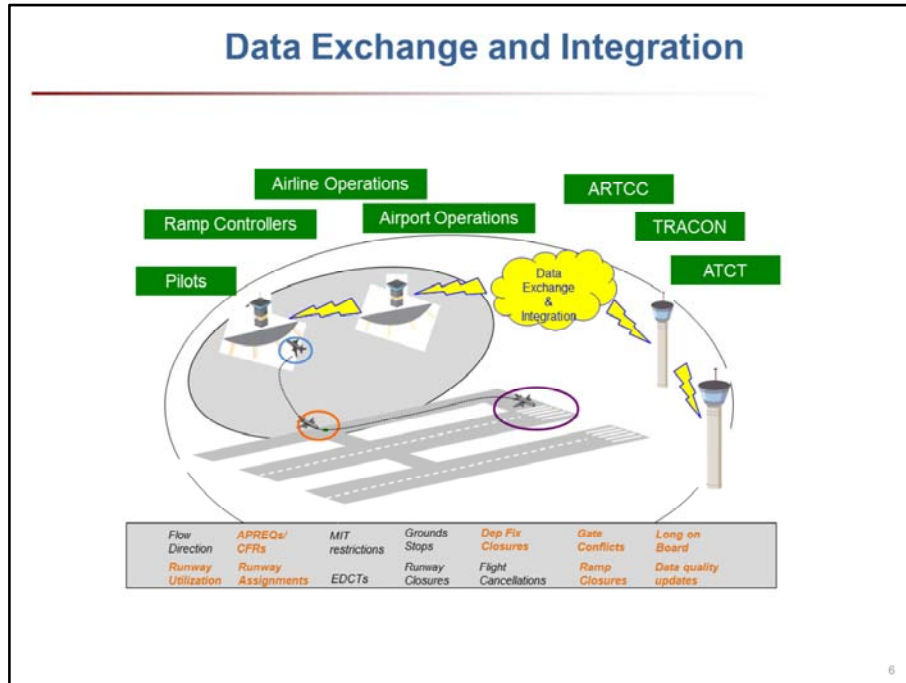 Data Exchange and Integration
Airline Operations
ARTCC
Ramp Controllers
Airport Operations
TRACON
Pilots
ATCT
Data
Exchange
&
Integration
Flow
Direction
APREQs/
CFRs
MIT
restrictions
Grounds
Stops
Dep Fix
Closures
Gate
Conflicts
Long on
Board
Runway
Utilization
Runway
Assignments
EDCTs
Runway
Closures
Flight
Cancellations
Ramp
Closures
Data quality
updates
6